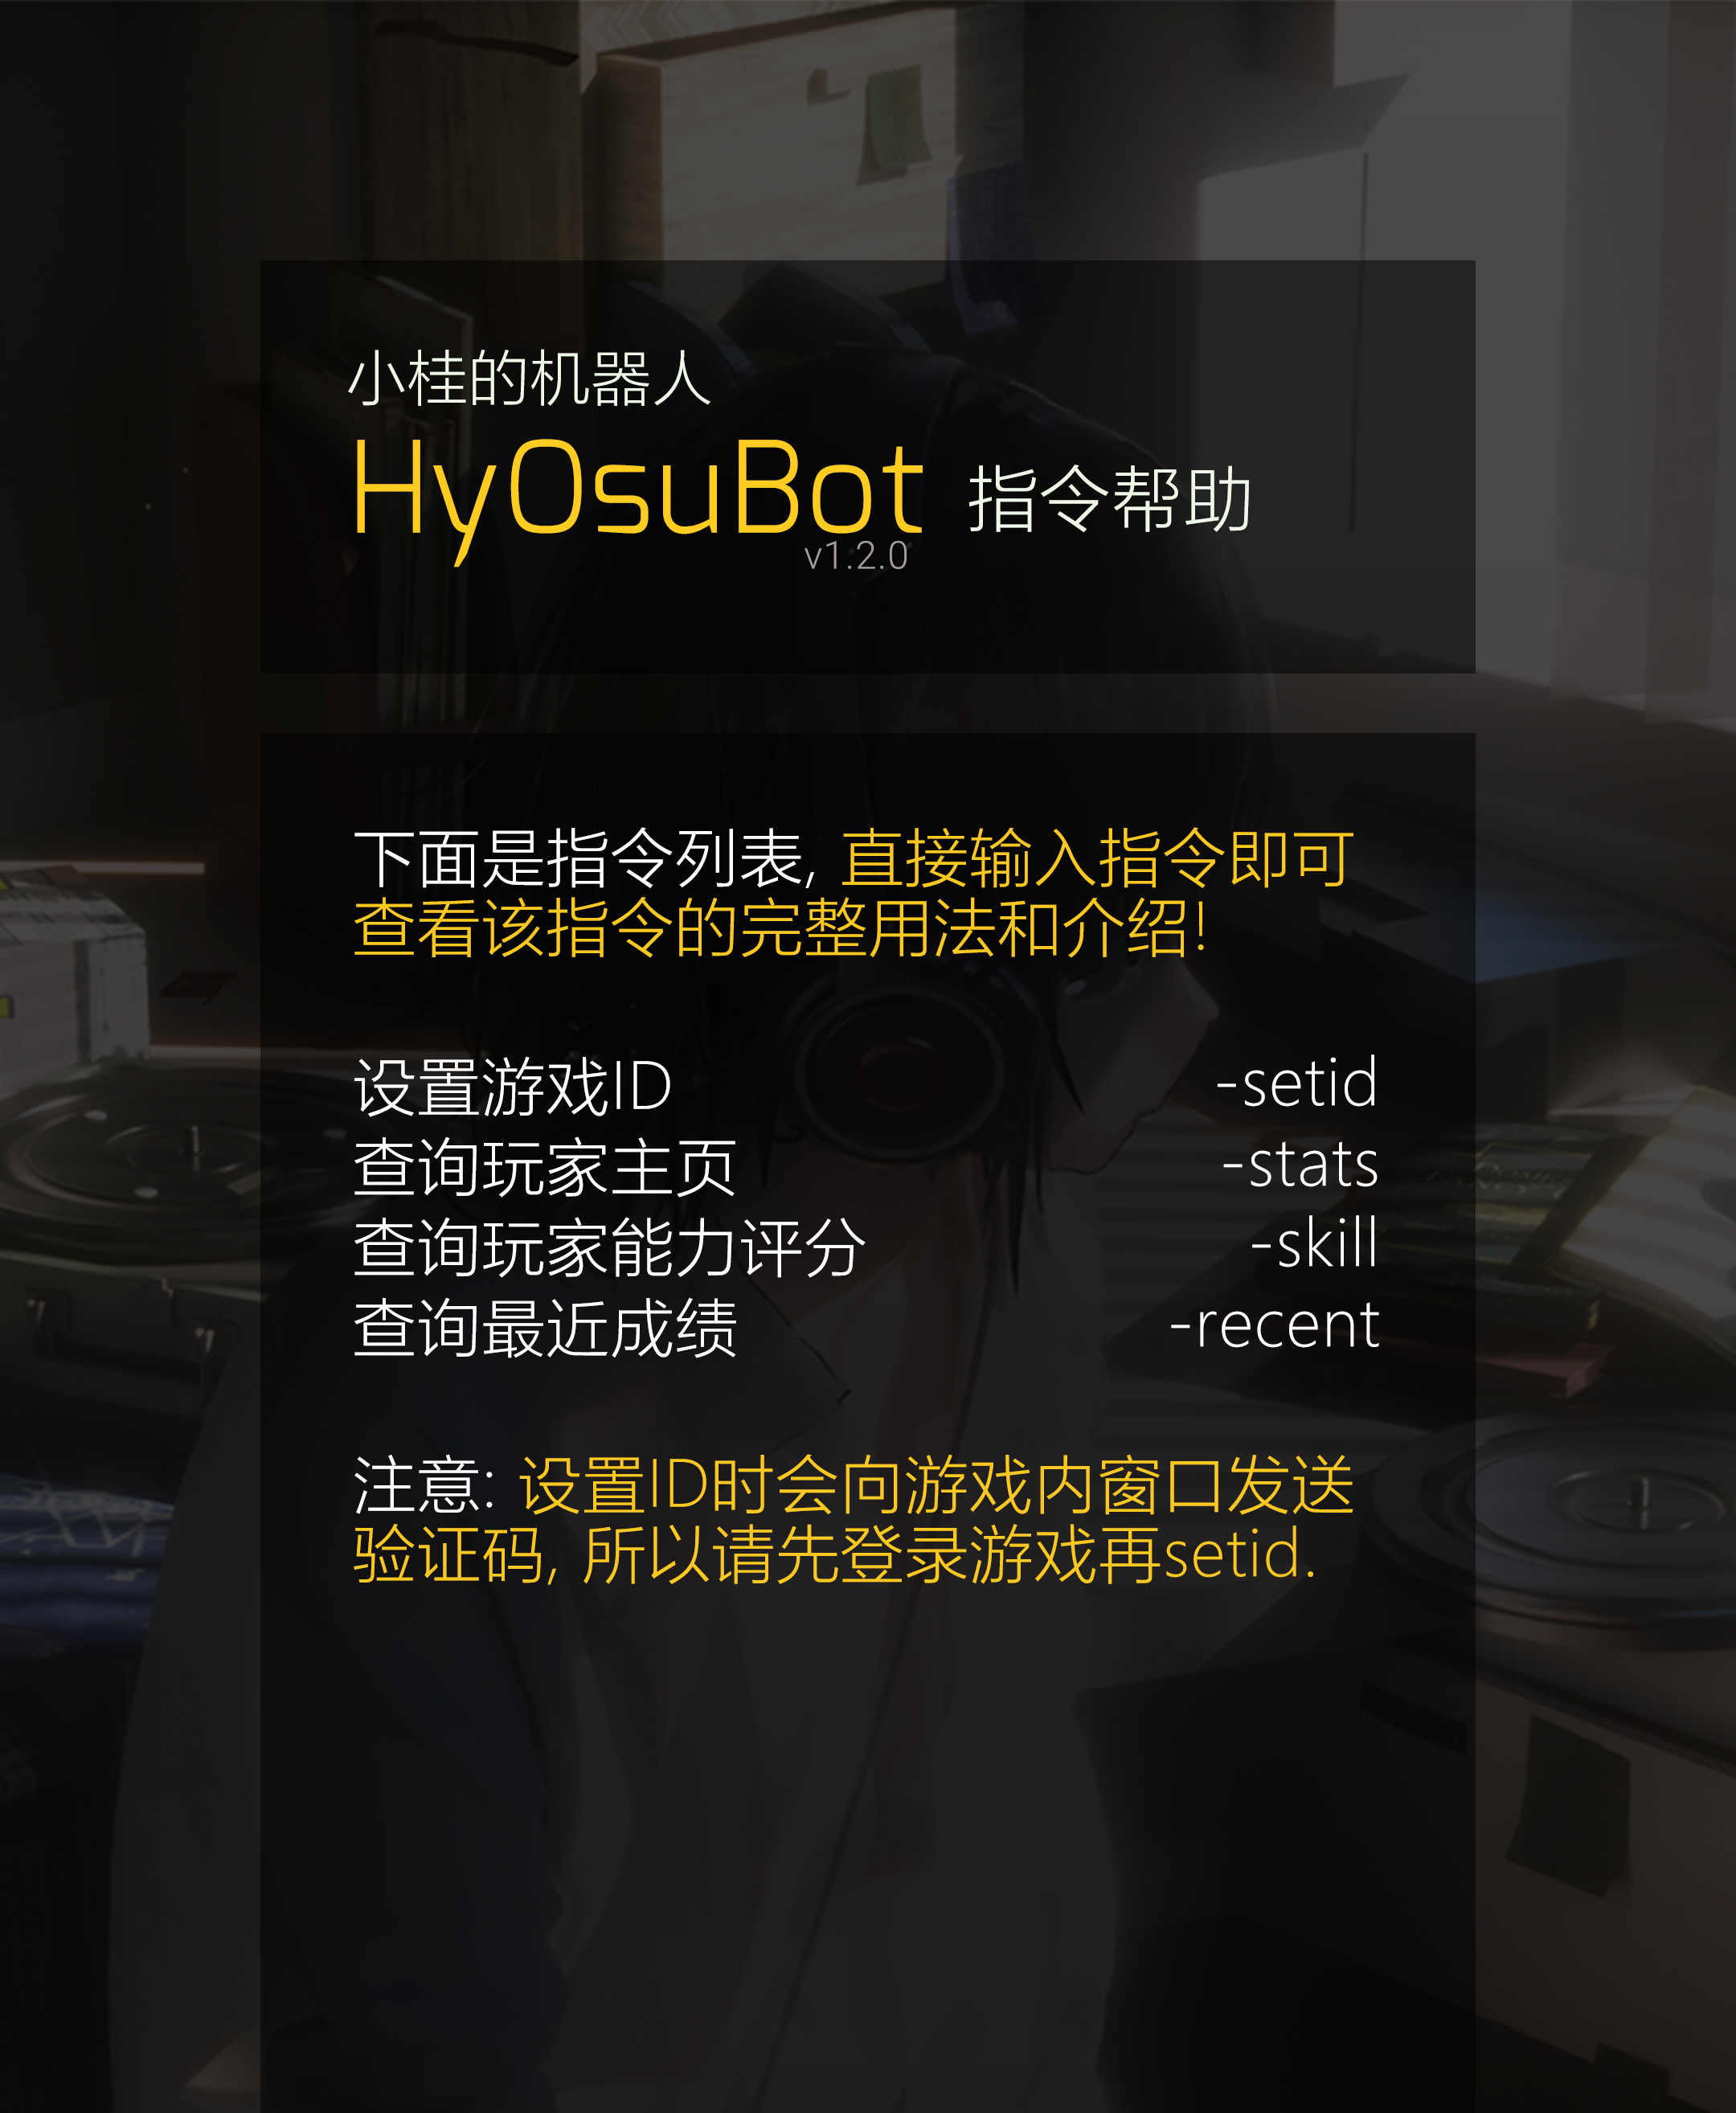 小桂的机器人
HyOsuBot 指令帮助
v1.2.0
下面是指令列表, 直接输入指令即可
查看该指令的完整用法和介绍!
设置游戏ID -setid
查询玩家主页 -stats
查询玩家能力评分 -skill
查询最近成绩 -recent
注意: 设置ID时会向游戏内窗口发送
验证码, 所以请先登录游戏再setid.